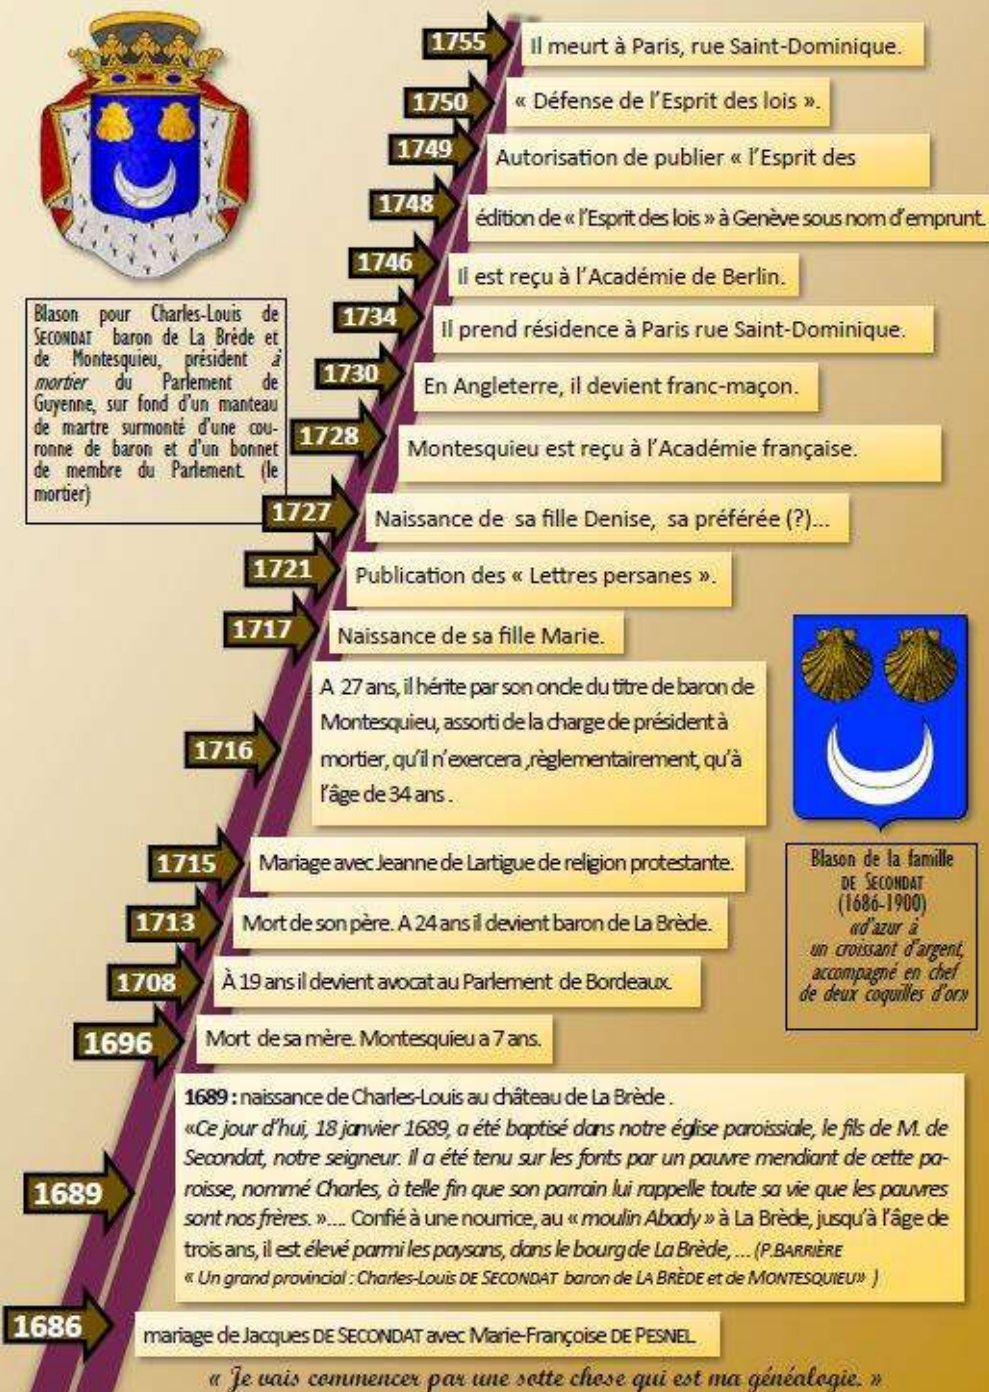 1755
Il meurt à Paris, rue Saint-Dominique.
1750
« Défense de l'Esprit des lois ».
1749
Autorisation de publier « l'Esprit des
1748
édition de « l'Esprit des lois » à Genève sous nom d'emprunt.
1746
Il est reçu à l'Académie de Berlin.
1734
Il prend résidence à Paris rue Saint-Dominique.
1730
En Angleterre, il devient franc-maçon.
1728
Montesquieu est reçu à l'Académie française.
1727
Naissance de sa fille Denise, sa préférée (?)...
1721
Publication des « Lettres persanes ».
1717
Naissance de sa fille Marie.
1716
A 27 ans, il hérite par son oncle du titre de baron de
Montesquieu, assorti de la charge de président à
mortier, qu'il n'exercera ,règlementairement, qu'à
l'âge de 34 ans .
1715
Mariage avec Jeanne de Lartigue de religion protestante.
1713
Mort de son père. A 24 ans il devient baron de La Brède.
1708
À 19 ans il devient avocat au Parlement de Bordeaux.
1696
Mort de sa mère. Montesquieu a 7 ans.
1689
1689 : naissance de Charles-Louis au château de La Brède .
«Ce jour d'hui, 18 janvier 1689, a été baptisé dans notre église paroissiale, le fils de M. de
Secondat, notre seigneur. Il a été tenu sur les fonts par un pauvre mendiant de cette pa-
roisse, nommé Charles, à telle fin que son parrain lui rappelle toute sa vie que les pauvres
sont nos frères. ».... Confié à une nourrice, au « moulin Abady » à La Brède, jusqu'à l'âge de
trois ans, il est élevé parmi les paysans, dans le bourg de La Brède, ... (P.BARRIÈRE
« Un grand provincial : Charles-Louis DE SECONDAT baron de LA BRÈDE et de MONTESQUIEU» )
1686
mariage de Jacques DE SECONDAT avec Marie-Françoise DE PESNEL.
« Je vais commencer par une sotte chose qui est ma généalogie. »
Blason pour Charles-Louis de
SECONDAT baron de La Brède et
de Montesquieu, président à
mortier du Parlement de
Guyenne, sur fond d'un manteau
de martre surmonté d'une cou-
ronne de baron et d'un bonnet
de membre du Parlement. (le
mortier)
Blason de la famille
DE SECONDAT
(1686-1900)
«d'azur à
un croissant d'argent,
accompagné en chef
de deux coquilles d'or»